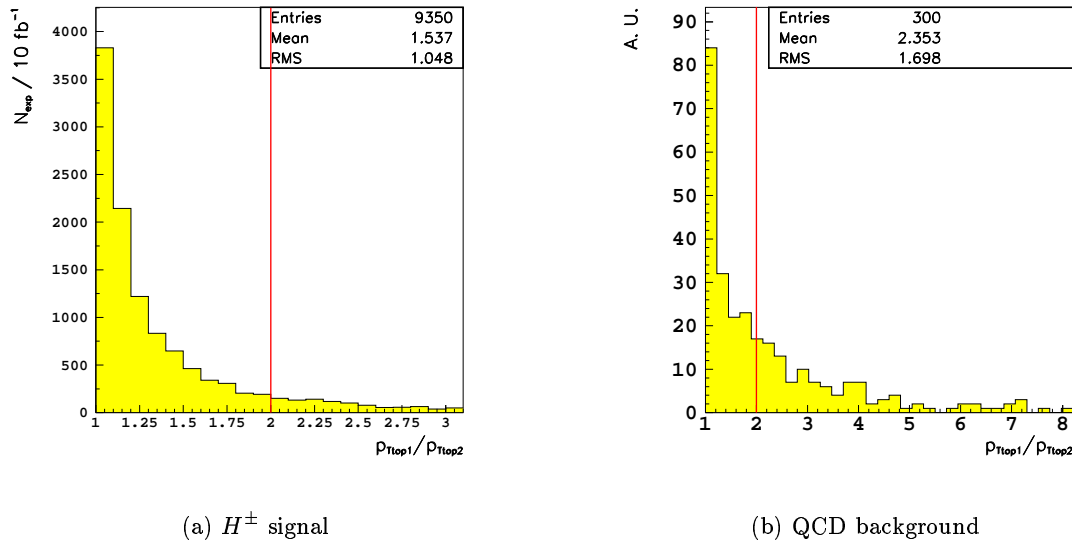 Entries 9350
Mean 1.537
RMS 1.048
N_exp / 10 fb⁻¹
4000
3500
3000
2500
2000
1500
1000
500
0
1 1.25 1.5 1.75 2 2.25 2.5 2.75 3
p_Ttop1/p_Ttop2
(a) H± signal
Entries 300
Mean 2.353
RMS 1.698
A. U.
90
80
70
60
50
40
30
20
10
0
1 2 3 4 5 6 7 8
p_Ttop1/p_Ttop2
(b) QCD background